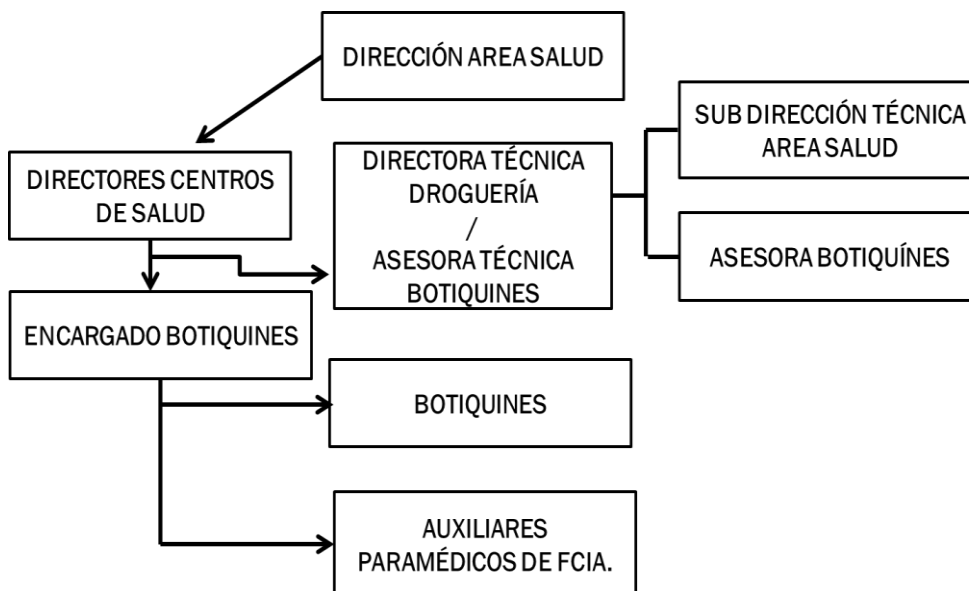 DIRECCIÓN AREA SALUD
SUB DIRECCIÓN TÉCNICA
AREA SALUD
DIRECTORES CENTROS
DE SALUD
DIRECTORA TÉCNICA
DROGUERÍA
/
ASESORA TÉCNICA
BOTIQUINES
ASESORA BOTIQUÍNES
ENCARGADO BOTIQUINES
BOTIQUINES
AUXILIARES
PARAMÉDICOS DE FCIA.